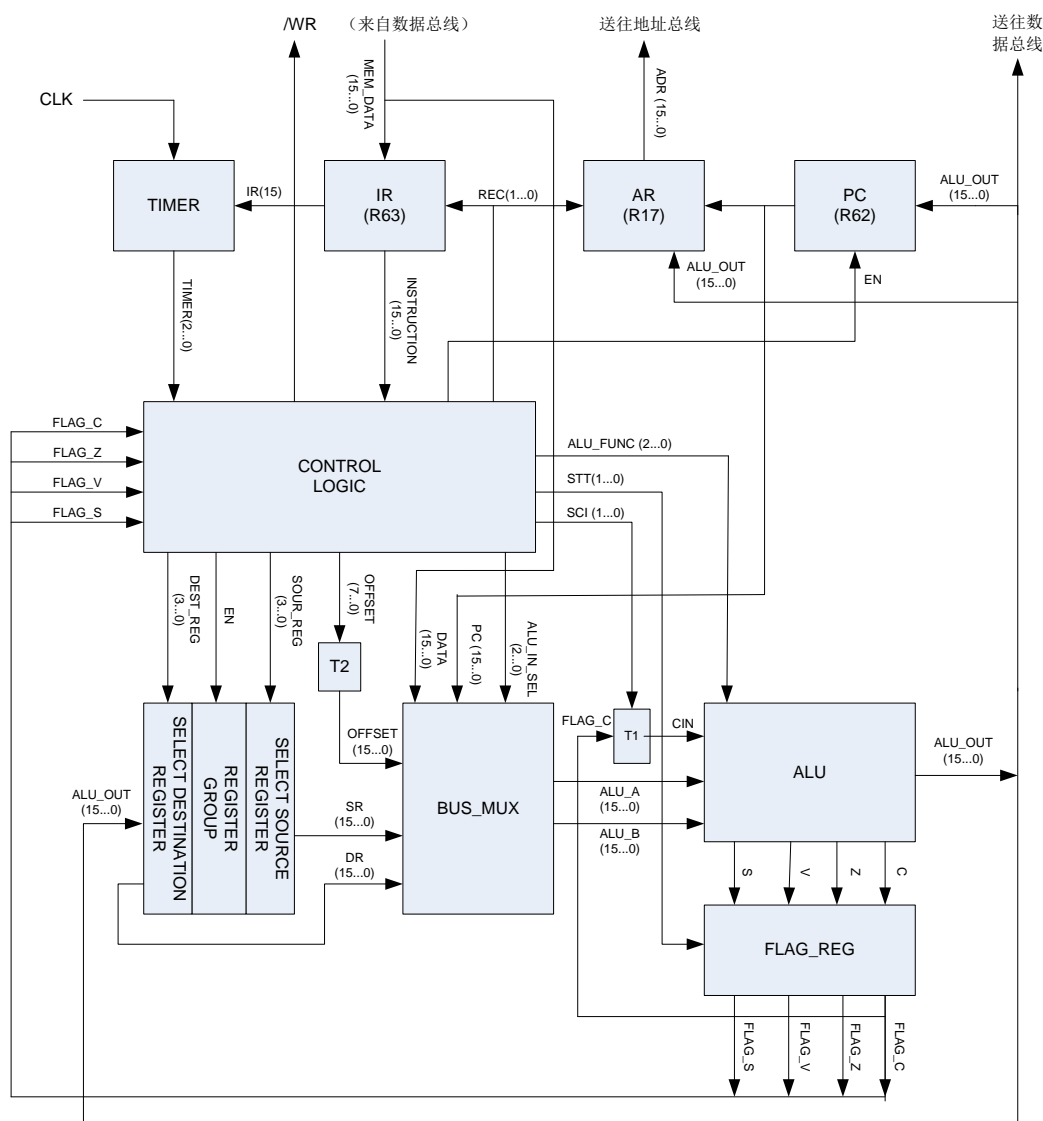 /WR
（来自数据总线）
送往地址总线
送往数
据总线
CLK
MEM_DATA
(15...0)
ADR (15...0)
TIMER
IR(15)
IR
(R63)
REC(1...0)
AR
(R17)
PC
(R62)
ALU_OUT
(15...0)
ALU_OUT
(15...0)
EN
TIMER(2...0)
INSTRUCTION
(15...0)
FLAG_C
FLAG_Z
FLAG_V
FLAG_S
CONTROL
LOGIC
ALU_FUNC (2...0)
STT(1...0)
SCI (1...0)
DEST_REG
(3...0)
EN
SOUR_REG
(3...0)
OFFSET
(7...0)
T2
DATA
(15...0)
PC (15...0)
ALU_IN_SEL
(2...0)
OFFSET
(15...0)
FLAG_C
T1
CIN
ALU
ALU_OUT
(15...0)
ALU_OUT
(15...0)
SELECT DESTINATION
REGISTER
REGISTER
GROUP
SELECT SOURCE
REGISTER
SR
(15...0)
DR
(15...0)
BUS_MUX
ALU_A
(15...0)
ALU_B
(15...0)
S
V
Z
C
FLAG_REG
FLAG_S
FLAG_V
FLAG_Z
FLAG_C